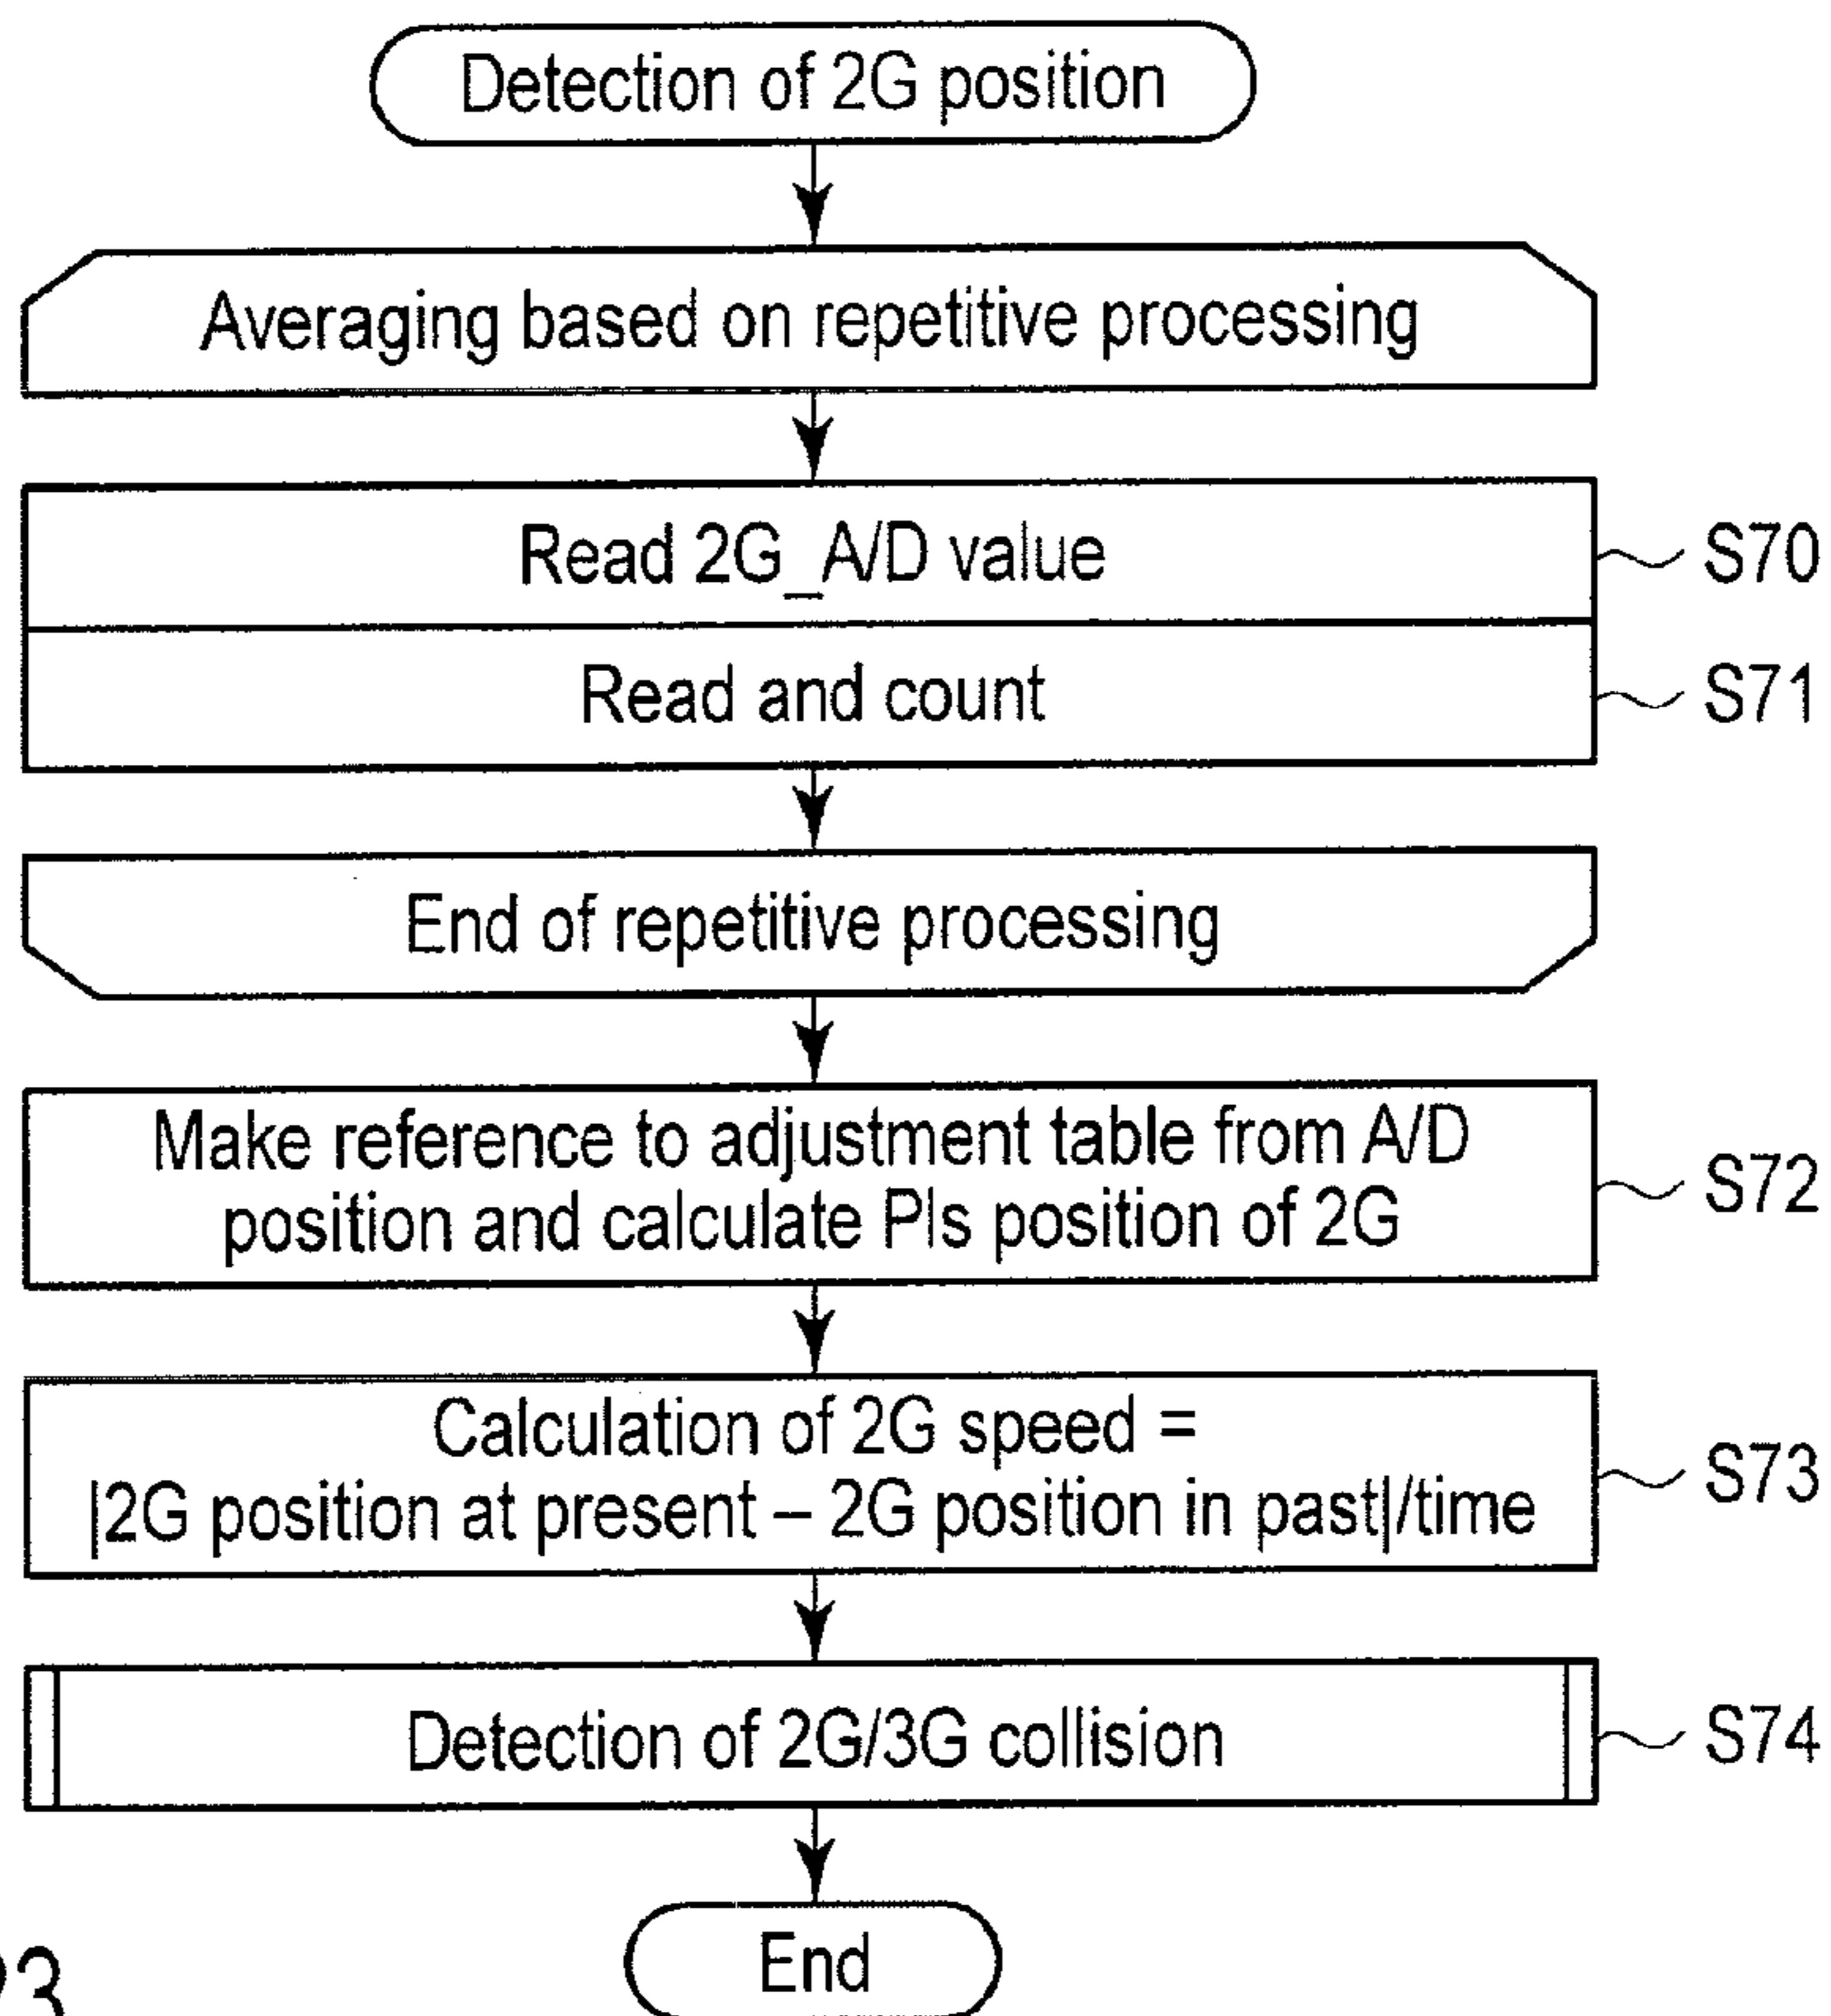 Detection of 2G position
Averaging based on repetitive processing
Read 2G_A/D value
S70
Read and count
S71
End of repetitive processing
Make reference to adjustment table from A/D
position and calculate Pls position of 2G
S72
Calculation of 2G speed =
|2G position at present – 2G position in past|/time
S73
Detection of 2G/3G collision
S74
End